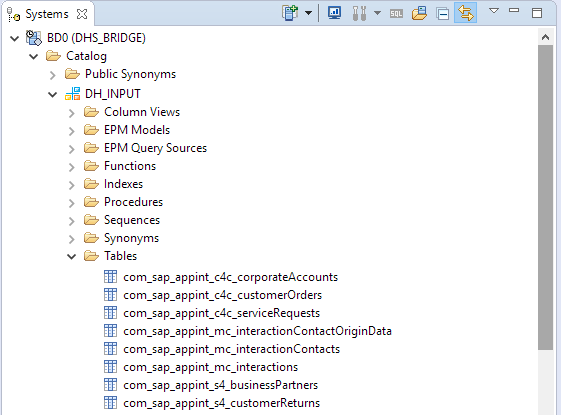 Systems
SQL
BD0 (DHS_BRIDGE)
Catalog
Public Synonyms
DH_INPUT
Column Views
EPM Models
EPM Query Sources
Functions
Indexes
Procedures
Sequences
Synonyms
Tables
com_sap_appint_c4c_corporateAccounts
com_sap_appint_c4c_customerOrders
com_sap_appint_c4c_serviceRequests
com_sap_appint_mc_interactionContactOriginData
com_sap_appint_mc_interactionContacts
com_sap_appint_mc_interactions
com_sap_appint_s4_businessPartners
com_sap_appint_s4_customerReturns